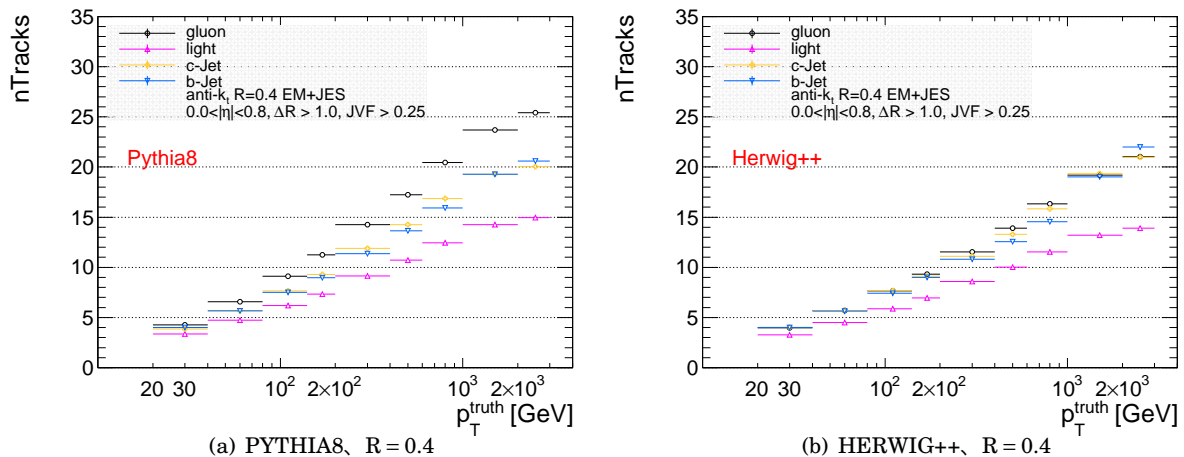 nTracks
35
30
25
20
15
10
5
0
gluon
light
c-Jet
b-Jet
anti-k_t R=0.4 EM+JES
0.0<|η|<0.8, ΔR > 1.0, JVF > 0.25
Pythia8
20 30 10² 2×10² 10³ 2×10³
p_T^truth [GeV]
(a) PYTHIA8、R = 0.4
nTracks
35
30
25
20
15
10
5
0
gluon
light
c-Jet
b-Jet
anti-k_t R=0.4 EM+JES
0.0<|η|<0.8, ΔR > 1.0, JVF > 0.25
Herwig++
20 30 10² 2×10² 10³ 2×10³
p_T^truth [GeV]
(b) HERWIG++、R = 0.4